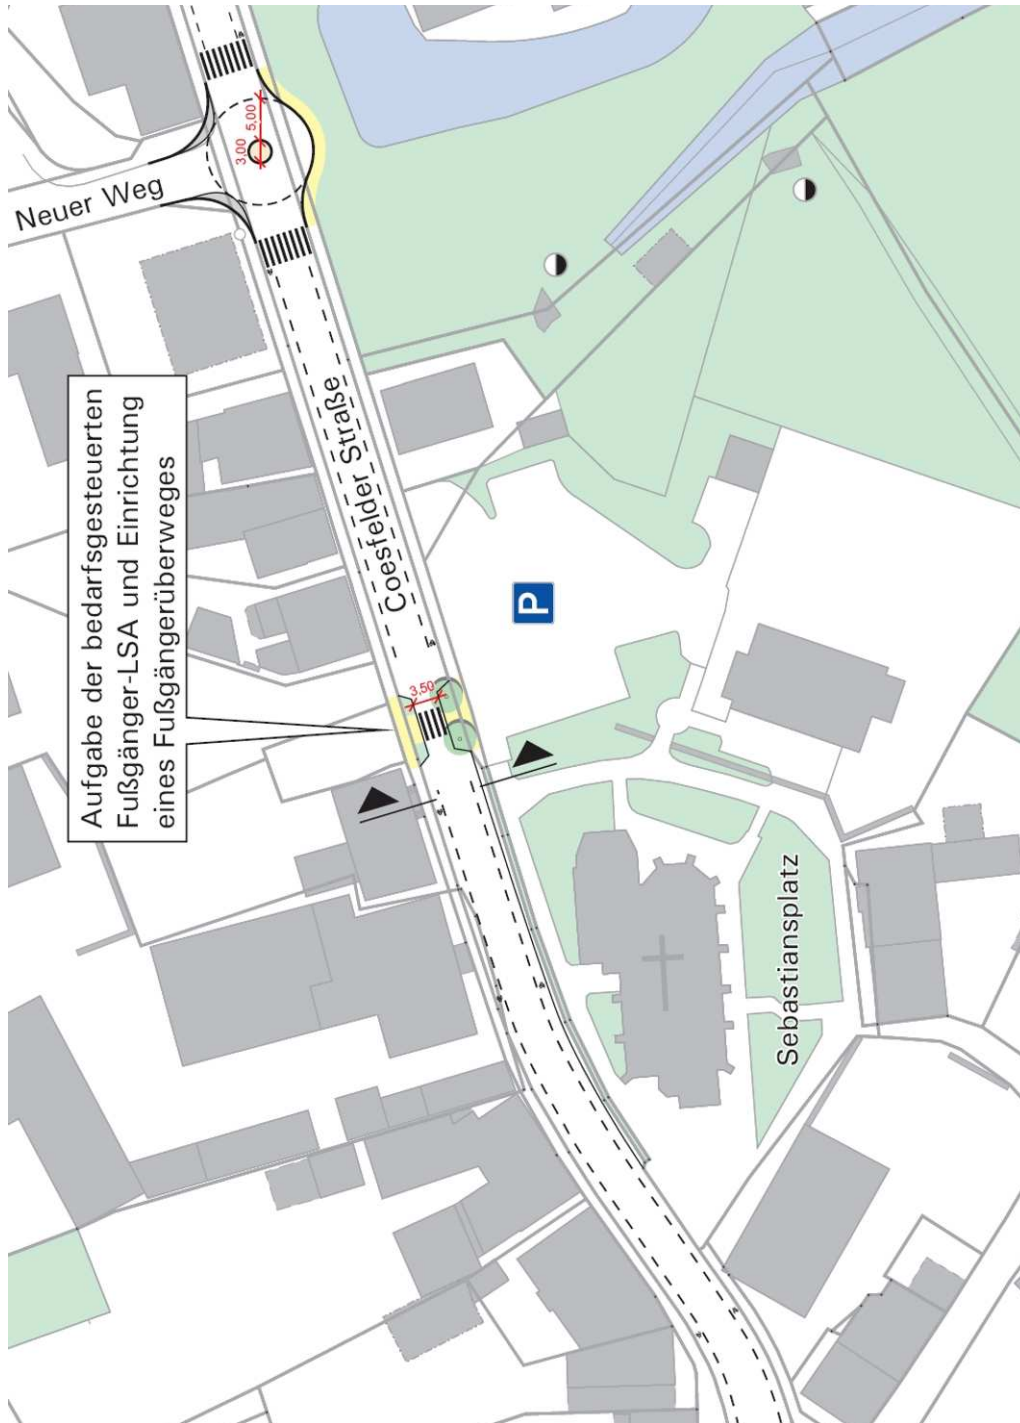 Aufgabe der bedarfsgesteuerten
Fußgänger-LSA und Einrichtung
eines Fußgängerüberweges
Neuer Weg
3,00
5,00
Coesfelder Straße
3,50
P
Sebastiansplatz